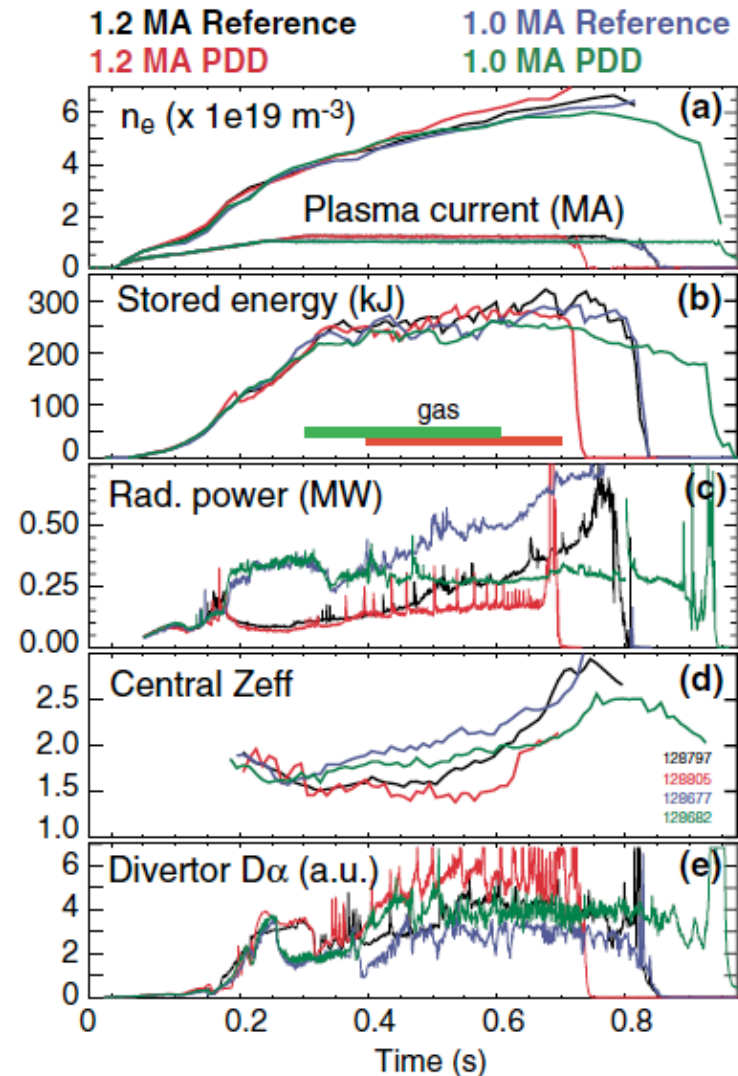 1.2 MA Reference 1.0 MA Reference
1.2 MA PDD 1.0 MA PDD
(a)
nₑ (x 1e19 m⁻³)
6
4
Plasma current (MA)
2
0
(b)
Stored energy (kJ)
300
200
gas
100
0
(c)
Rad. power (MW)
0.50
0.25
0.00
(d)
Central Zeff
2.5
2.0
128797
128805
1.5
128677
128682
1.0
(e)
Divertor Dα (a.u.)
6
4
2
0
0 0.2 0.4 0.6 0.8
Time (s)